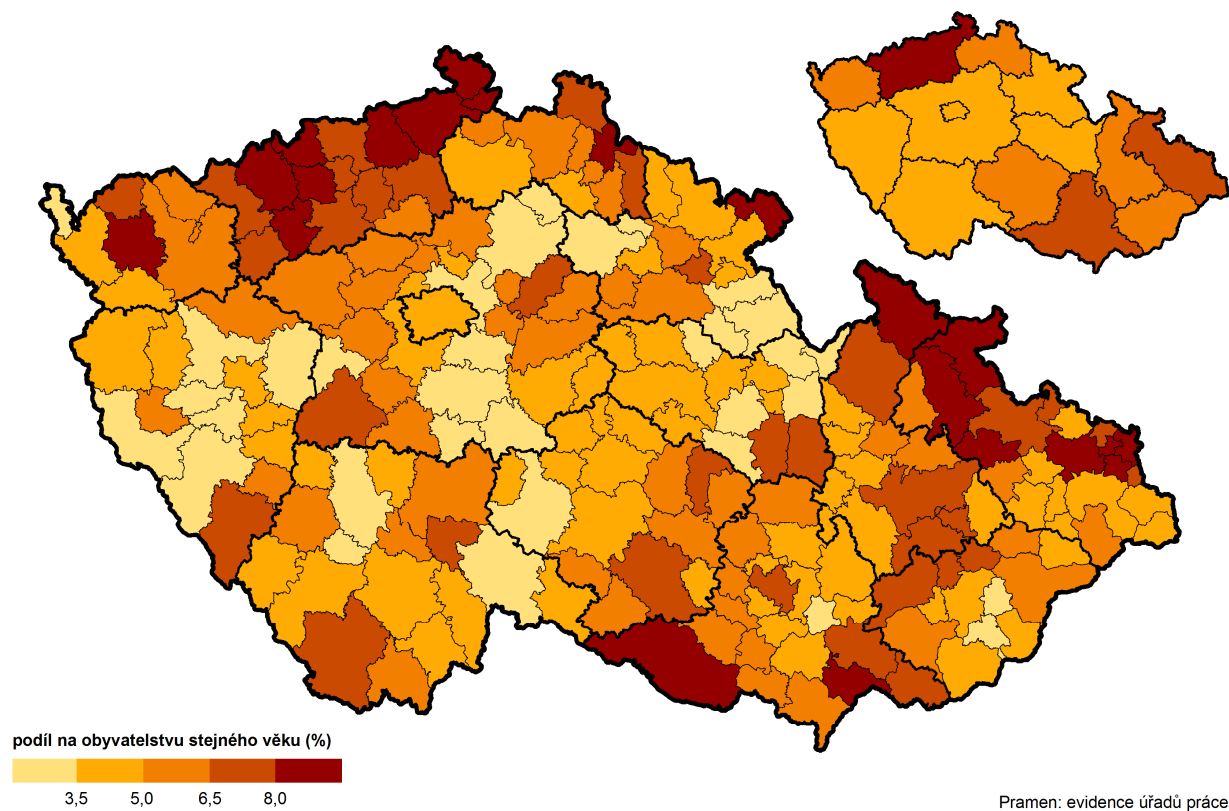 podíl na obyvatelstvu stejného věku (%)
3,5 5,0 6,5 8,0
Pramen: evidence úřadů práce